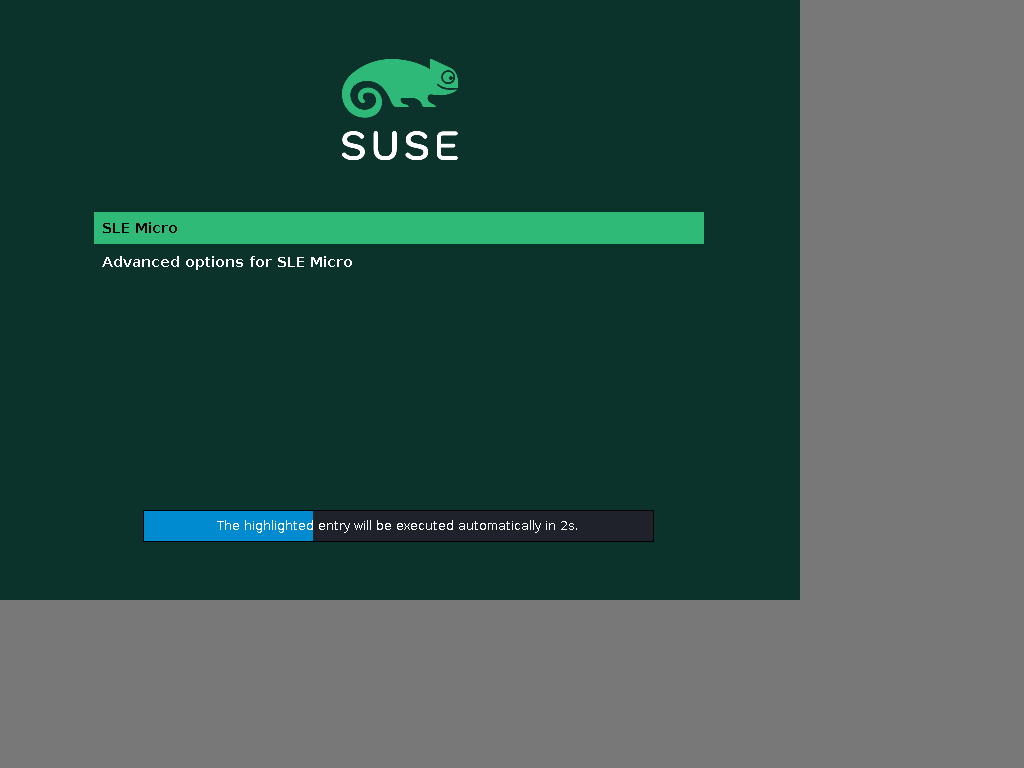 SUSE
SLE Micro
Advanced options for SLE Micro
The highlighted entry will be executed automatically in 2s.